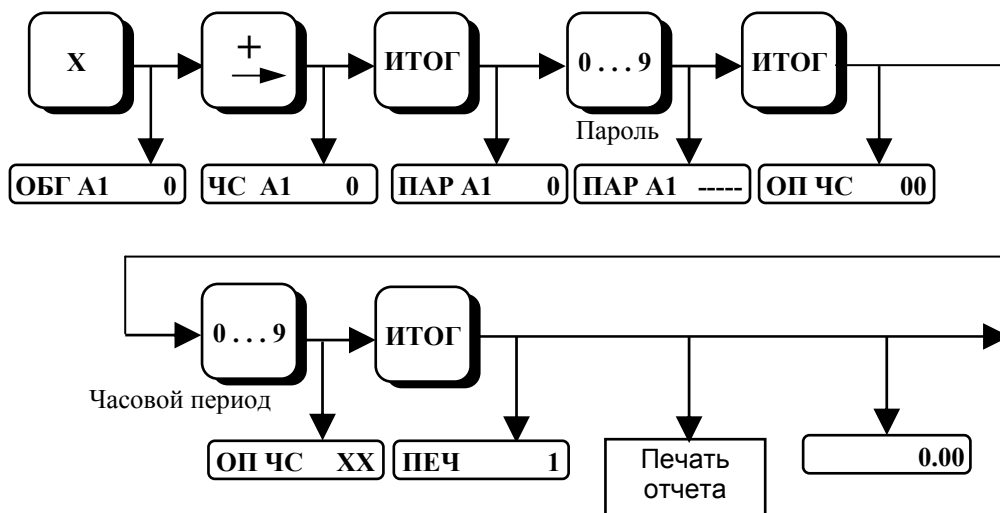 X
+
ИТОГ
0 . . . 9
ИТОГ
Пароль
ОБГ А1 0
ЧС А1 0
ПАР А1 0
ПАР А1 -----
ОП ЧС 00
0 . . . 9
ИТОГ
Часовой период
ОП ЧС ХХ
ПЕЧ 1
Печать
отчета
0.00